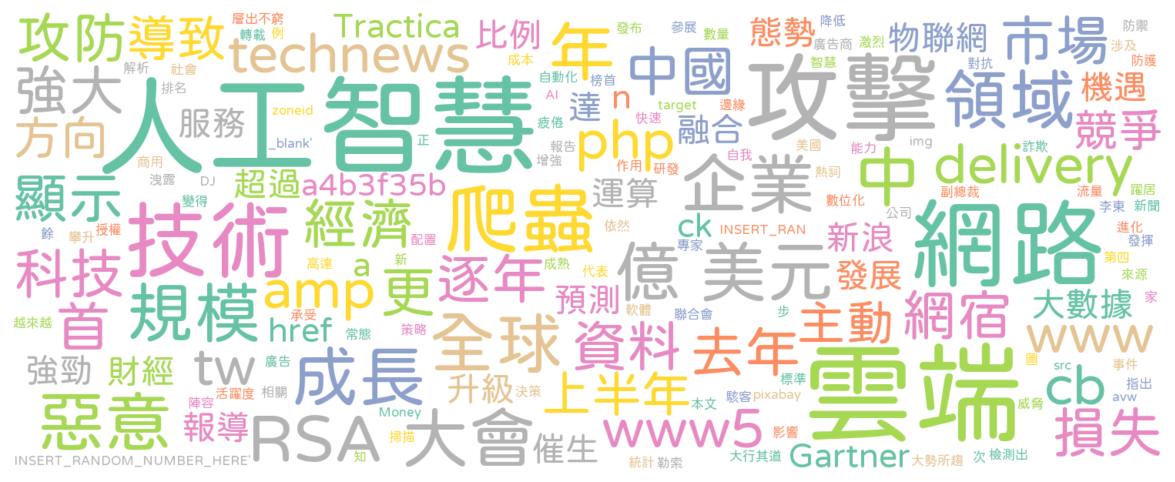 攻防
導致
層出不窮
轉載
例
Tractica
technews
比例
成本
發布
年
參展
數量
中國
態勢
降低
廣告商
激烈
智慧
物聯網
對抗
市場
防禦
涉及
防護
強大
解析
社會
排名
人工智慧
zoneid
服務
_blank'
正
自動化
榜首
AI
疲倦
報告
增強
達
n
快速
target
邊緣
php
融合
作用
研發
自我
攻擊
美國
能力
熱詞
img
領域
機遇
競爭
詐欺
方向
商用
洩露
DJ
變得
超過
a4b3f35b
顯示
餘
攀升
授權
技術
經濟
配置
爬蟲
依然
運算
企業
ck
專家
INSERT_RAN
數位化
公司
中
delivery
副總裁
流量
躍居
李東
新聞
進化
發揮
新浪
網路
第四
來源
家
科技
首
越來越
規模
高達
承受
a
新
amp
更
逐年
成熟
代表
預測
億
美元
軟體
聯合會
步
發展
主動
網宿
大數據
www
圖
事件
href
常態
策略
全球
資料
去年
強勁
財經
tw
廣告
活躍度
相關
成長
升級
決策
上半年
本文
駭客
pixabay
標準
雲端
src
cb
指出
avw
威脅
損失
惡意
陣容
報導
RSA
大會
Money
掃描
知
催生
www5
統計
勒索
影響
大行其道
Gartner
大勢所趨
次
檢測出
INSERT_RANDOM_NUMBER_HERE'